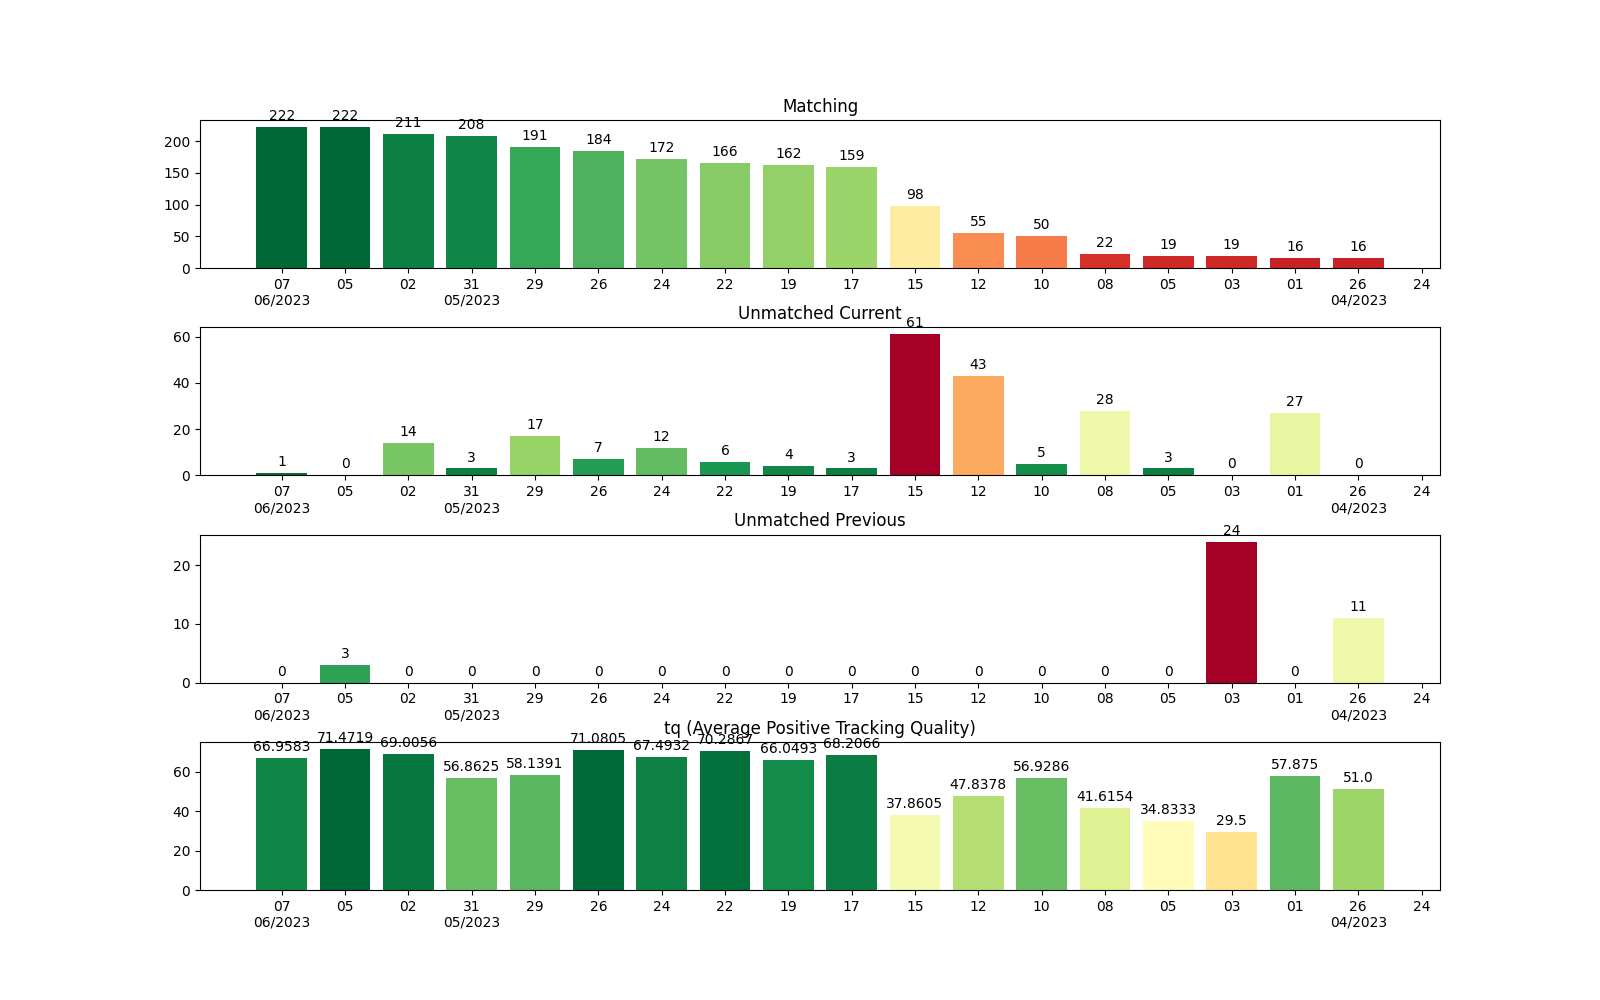 Matching
222 222 211 208 191 184 172 166 162 159 98 55 50 22 19 19 16 16
200
150
100
50
0
07 05 02 31 29 26 24 22 19 17 15 12 10 08 05 03 01 26 24
06/2023 05/2023 04/2023
Unmatched Current
1 0 14 3 17 7 12 6 4 3 61 43 5 28 3 0 27 0
60
40
20
0
07 05 02 31 29 26 24 22 19 17 15 12 10 08 05 03 01 26 24
06/2023 05/2023 04/2023
Unmatched Previous
0 3 0 0 0 0 0 0 0 0 0 0 0 0 0 24 0 11
20
10
0
07 05 02 31 29 26 24 22 19 17 15 12 10 08 05 03 01 26 24
06/2023 05/2023 04/2023
tq (Average Positive Tracking Quality)
66.9583 71.4719 69.0056 56.8625 58.1391 71.0805 67.4932 70.2867 66.0493 68.2066 37.8605 47.8378 56.9286 41.6154 34.8333 29.5 57.875 51.0
60
40
20
0
07 05 02 31 29 26 24 22 19 17 15 12 10 08 05 03 01 26 24
06/2023 05/2023 04/2023